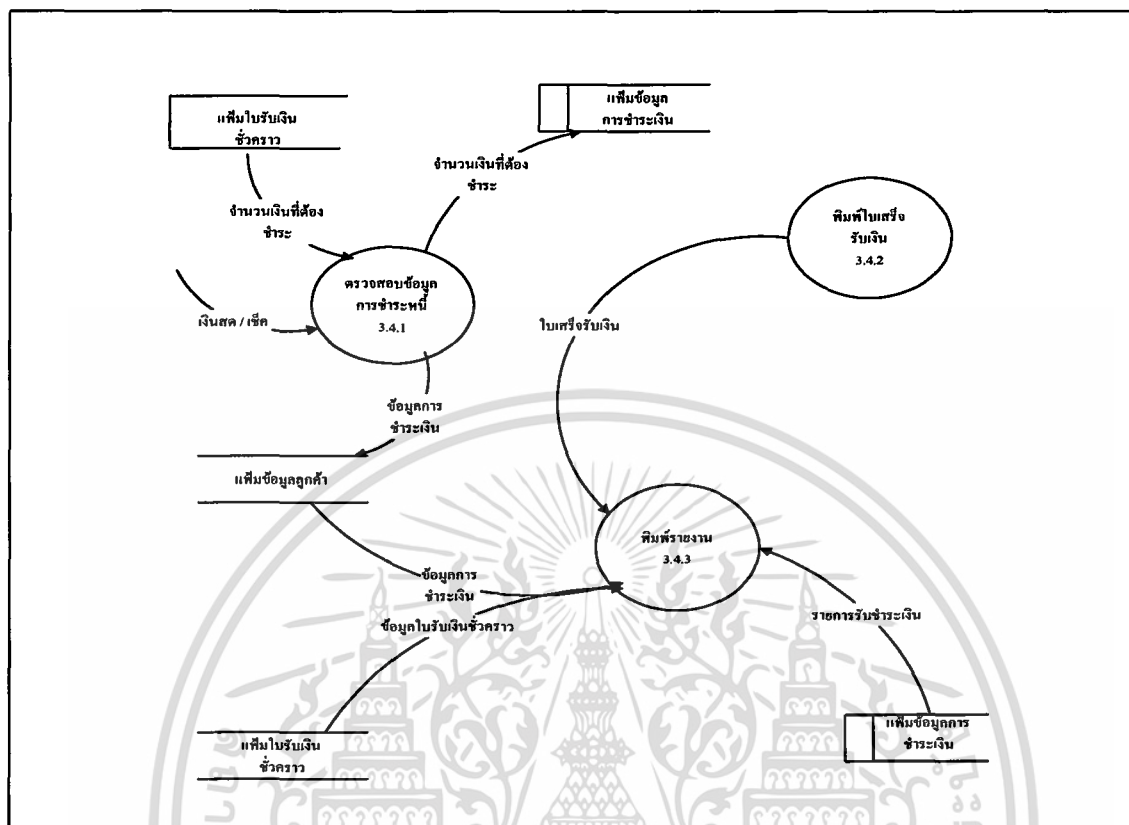 แฟ้มใบรับเงิน
ชั่วคราว
แฟ้มข้อมูล
การชำระเงิน
จำนวนเงินที่ต้อง
ชำระ
จำนวนเงินที่ต้อง
ชำระ
พิมพ์ใบเสร็จ
รับเงิน
3.4.2
ตรวจสอบข้อมูล
การชำระหนี้
3.4.1
เงินสด / เช็ค
ใบเสร็จรับเงิน
ข้อมูลการ
ชำระเงิน
แฟ้มข้อมูลลูกค้า
พิมพ์รายงาน
3.4.3
ข้อมูลการ
ชำระเงิน
ข้อมูลใบรับเงินชั่วคราว
รายการรับชำระเงิน
แฟ้มใบรับเงิน
ชั่วคราว
แฟ้มข้อมูลการ
ชำระเงิน